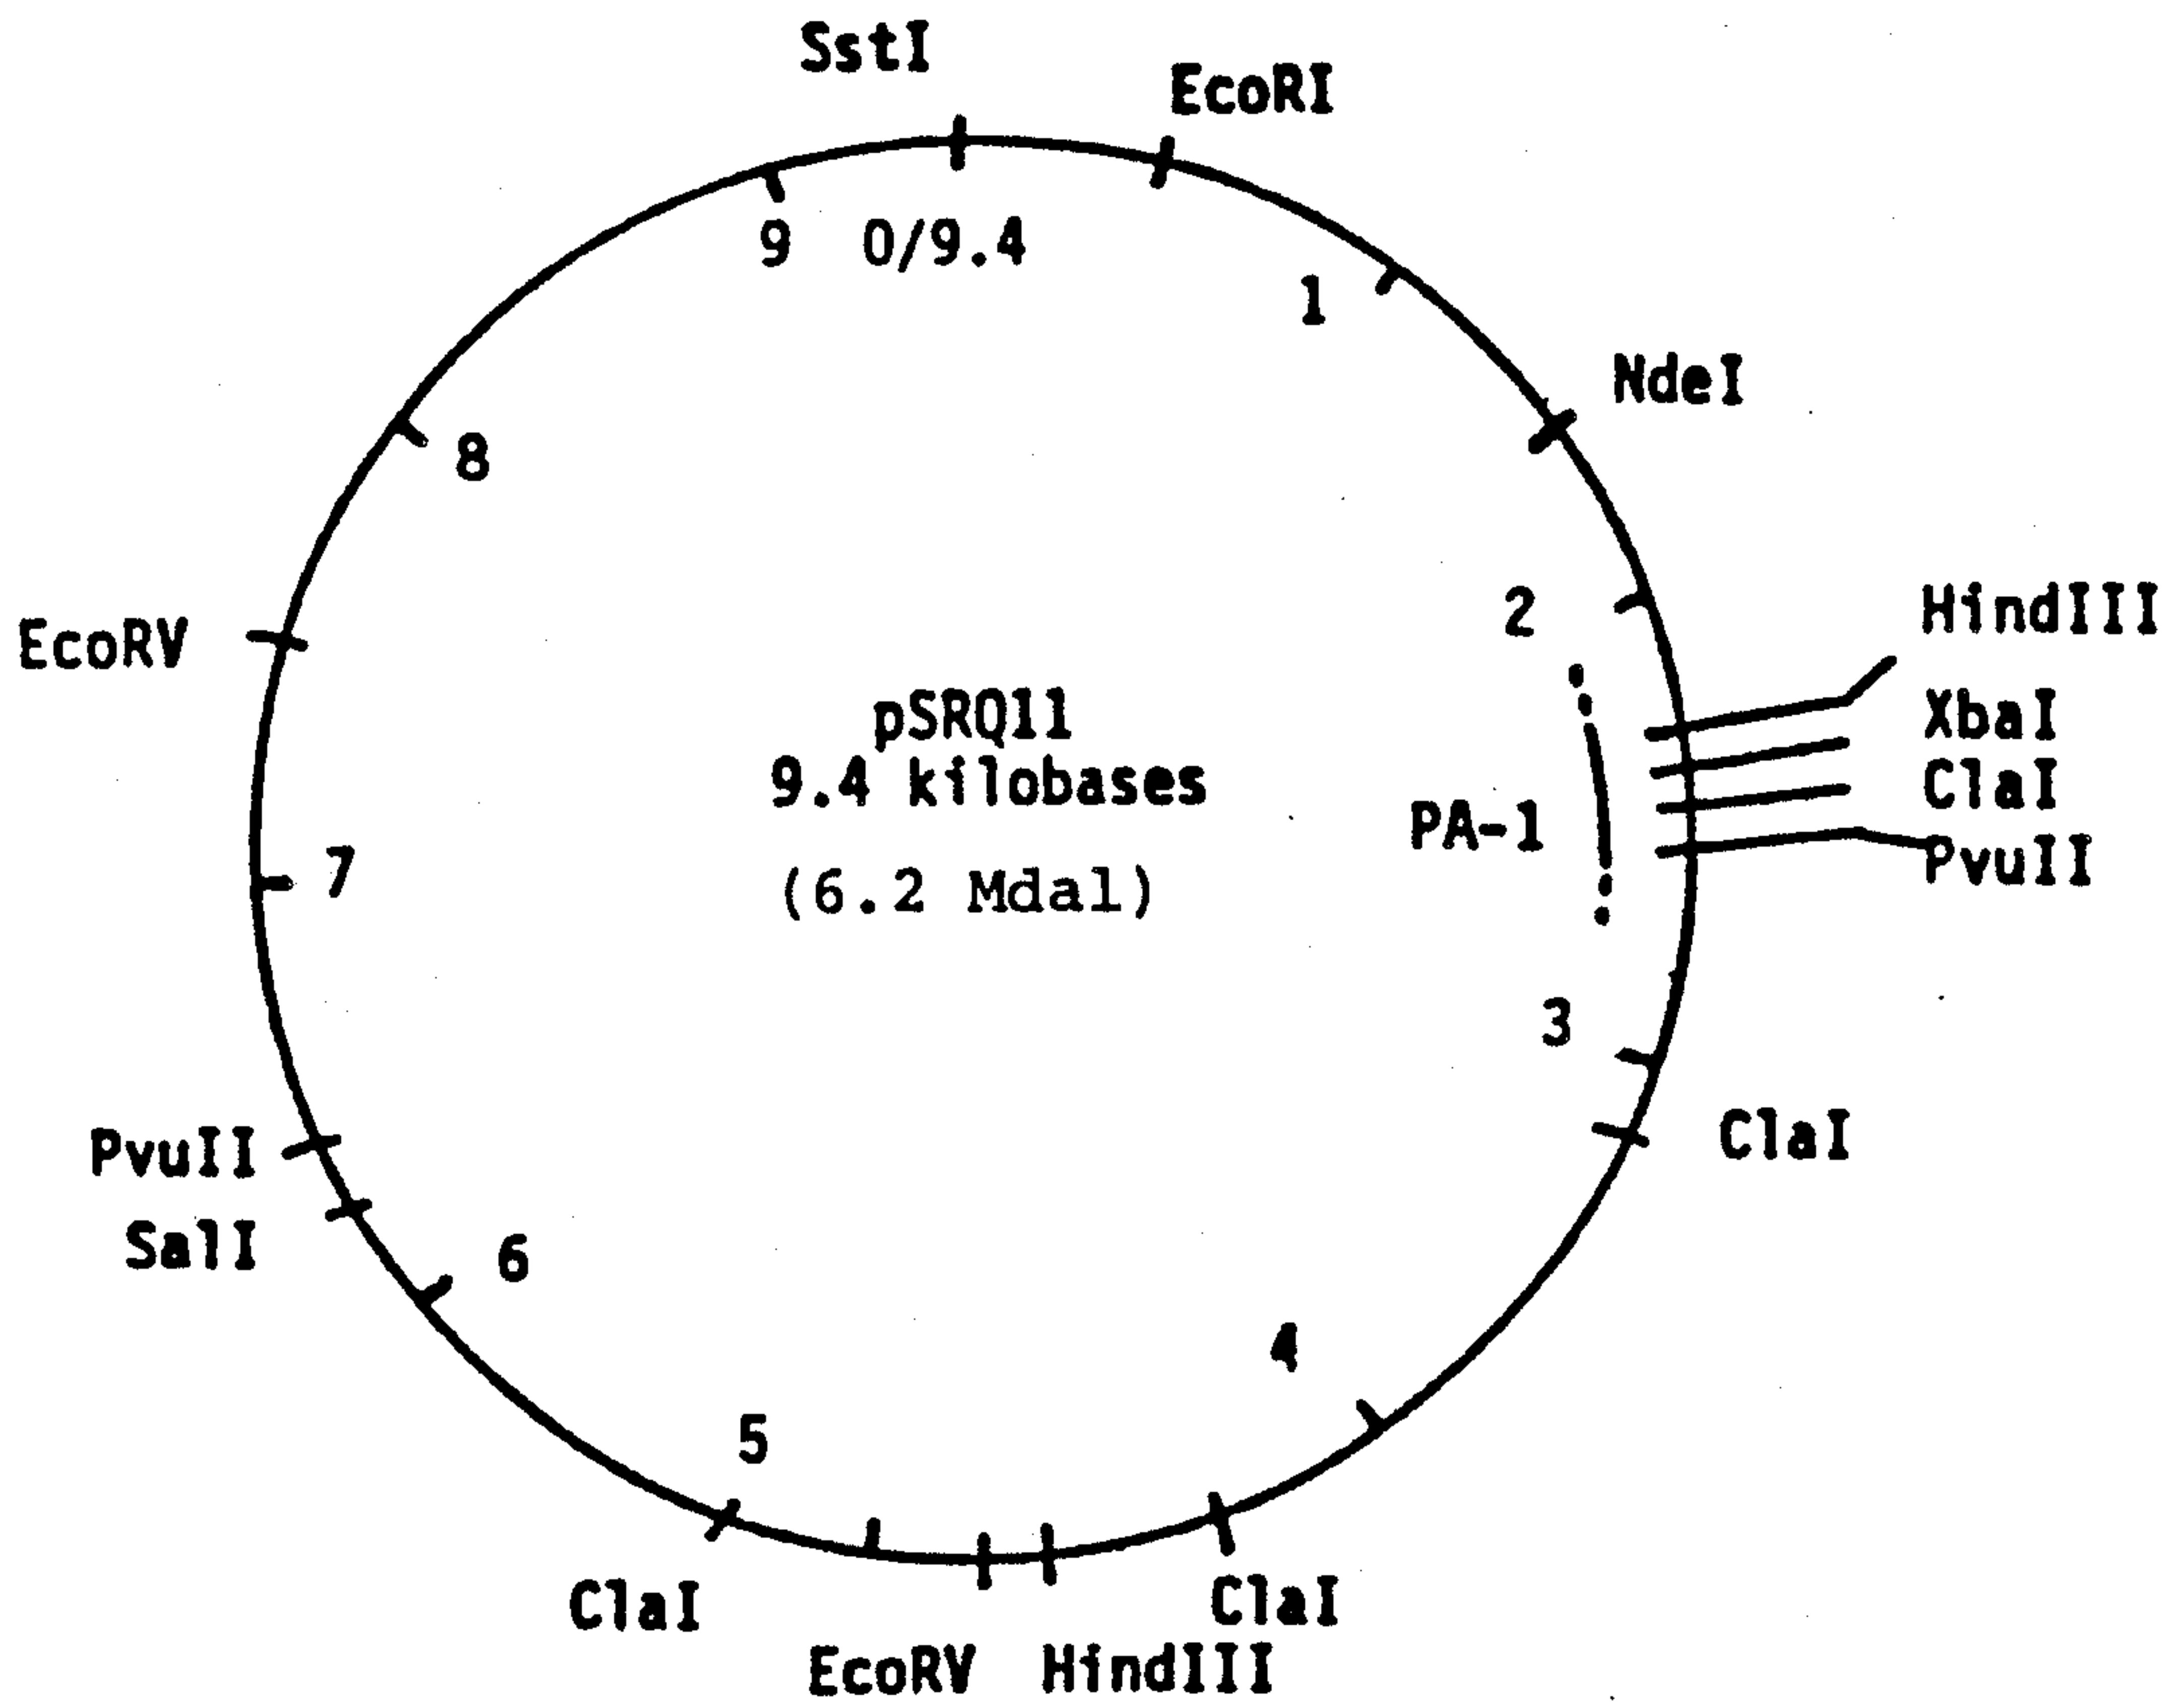 SstI
EcoRI
9 0/9.4
1
NdeI
8
2
HindIII
EcoRV
pSRQ11
XbaI
9.4 kilobases
ClaI
PA-1
PvuII
(6.2 Mdal)
7
3
ClaI
PvuII
SalI
6
4
5
ClaI
ClaI
EcoRV HindIII